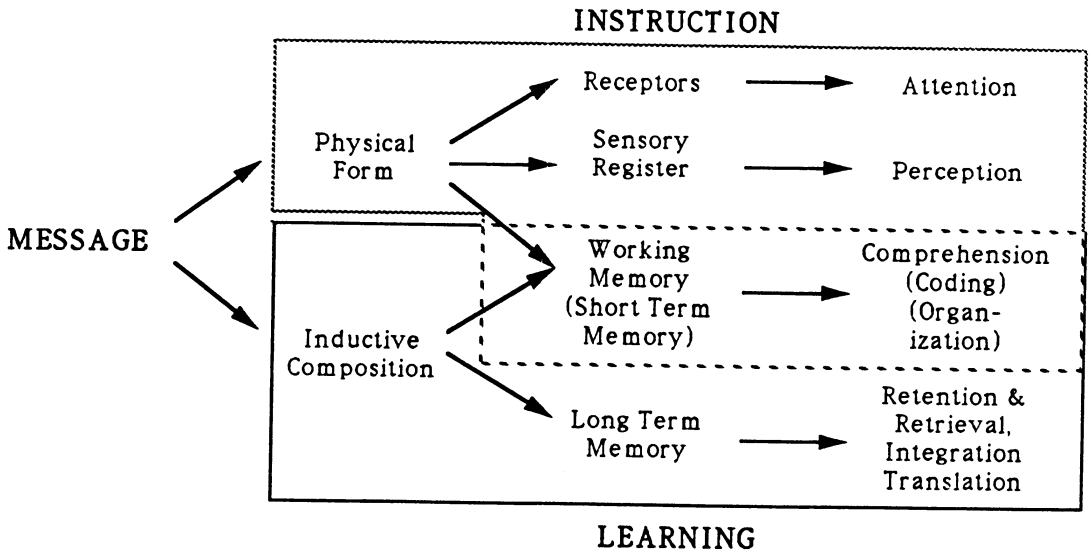 INSTRUCTION
Receptors
Attention
Physical
Form
Sensory
Register
Perception
MESSAGE
Working
Memory
(Short Term
Memory)
Comprehension
(Coding)
(Organ-
ization)
Inductive
Composition
Long Term
Memory
Retention &
Retrieval,
Integration
Translation
LEARNING